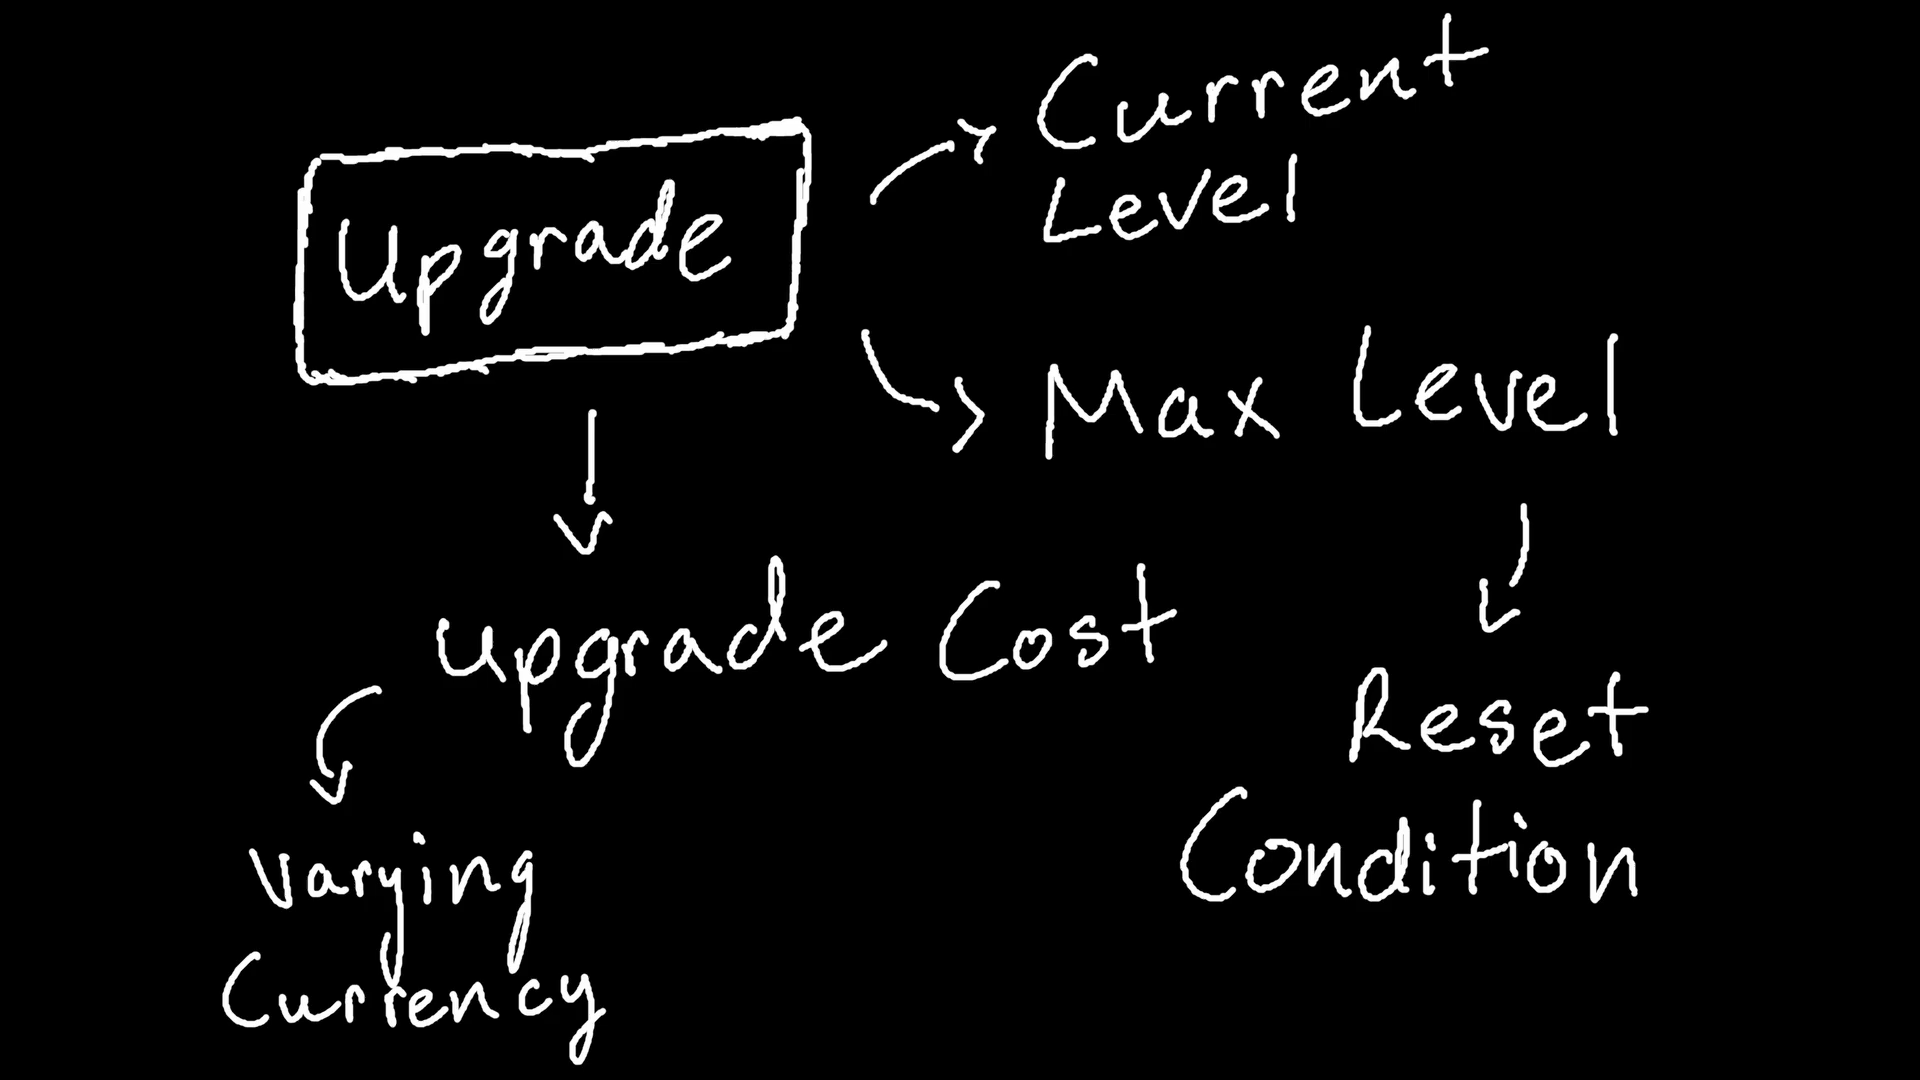 Upgrade
Current
Level
Max Level
Upgrade Cost
Reset
Condition
Varying
Currency